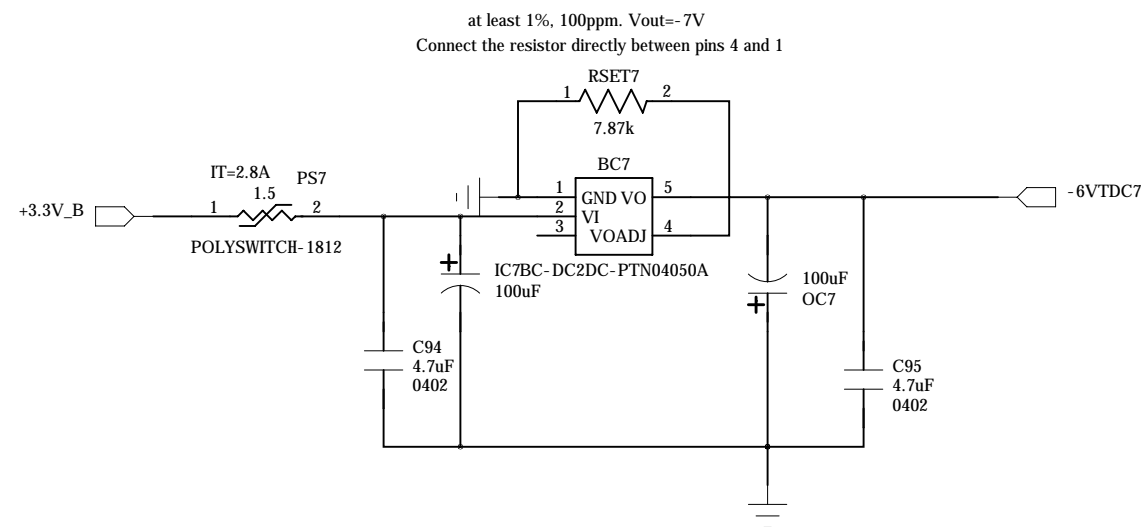 at least 1%, 100ppm. Vout=-7V
Connect the resistor directly between pins 4 and 1
RSET7
1 2
7.87k
BC7
IT=2.8A
1.5 PS7
1 GND VO 5
+3.3V_B 1 2 2 VI -6VTDC7
3 VOADJ 4
POLYSWITCH-1812
IC7BC-DC2DC-PTN04050A
100uF
+
100uF
OC7
+
C94
4.7uF
0402
C95
4.7uF
0402